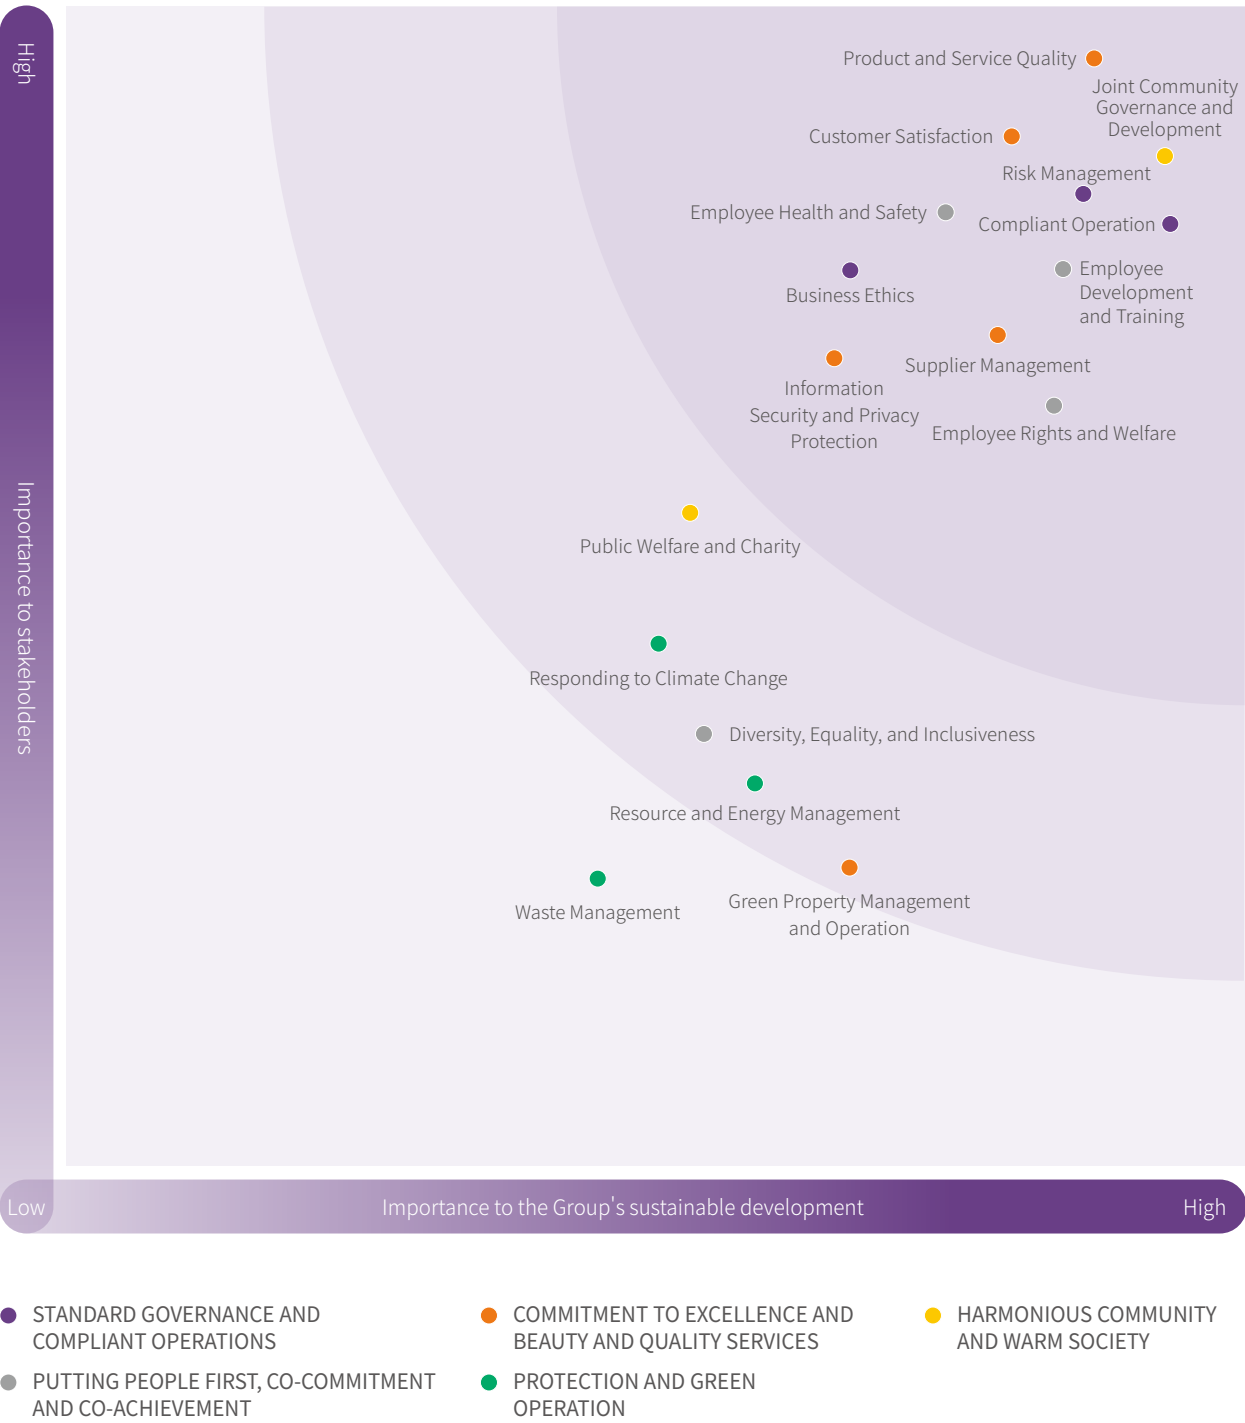 High
Importance to stakeholders
Product and Service Quality
Joint Community
Governance and
Development
Customer Satisfaction
Risk Management
Employee Health and Safety
Compliant Operation
Business Ethics
Employee
Development
and Training
Supplier Management
Information
Security and Privacy
Protection
Employee Rights and Welfare
Public Welfare and Charity
Responding to Climate Change
Diversity, Equality, and Inclusiveness
Resource and Energy Management
Waste Management
Green Property Management
and Operation
Low
Importance to the Group's sustainable development
High
STANDARD GOVERNANCE AND
COMPLIANT OPERATIONS
COMMITMENT TO EXCELLENCE AND
BEAUTY AND QUALITY SERVICES
HARMONIOUS COMMUNITY
AND WARM SOCIETY
PUTTING PEOPLE FIRST, CO-COMMITMENT
AND CO-ACHIEVEMENT
PROTECTION AND GREEN
OPERATION